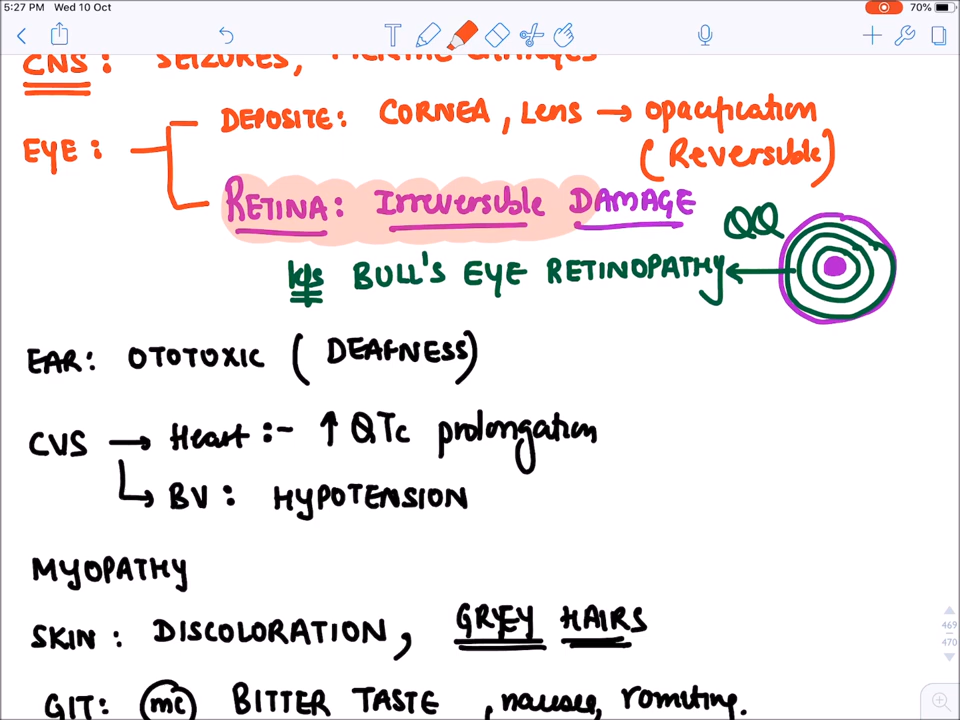 5:27 PM Wed 10 Oct
70%
CNS: SEIZURES,
DEPOSITE: CORNEA, Lens → opacification
EYE: (Reversible)
RETINA: Irreversible DAMAGE
QQ
k/s BULL'S EYE RETINOPATHY ←
EAR: OTOTOXIC (DEAFNESS)
CVS → Heart:- ↑ QTc prolongation
↳ BV: HYPOTENSION
MYOPATHY
SKIN: DISCOLORATION, GREY HAIRS
469
470
GIT: mc BITTER TASTE, nausea, vomiting.